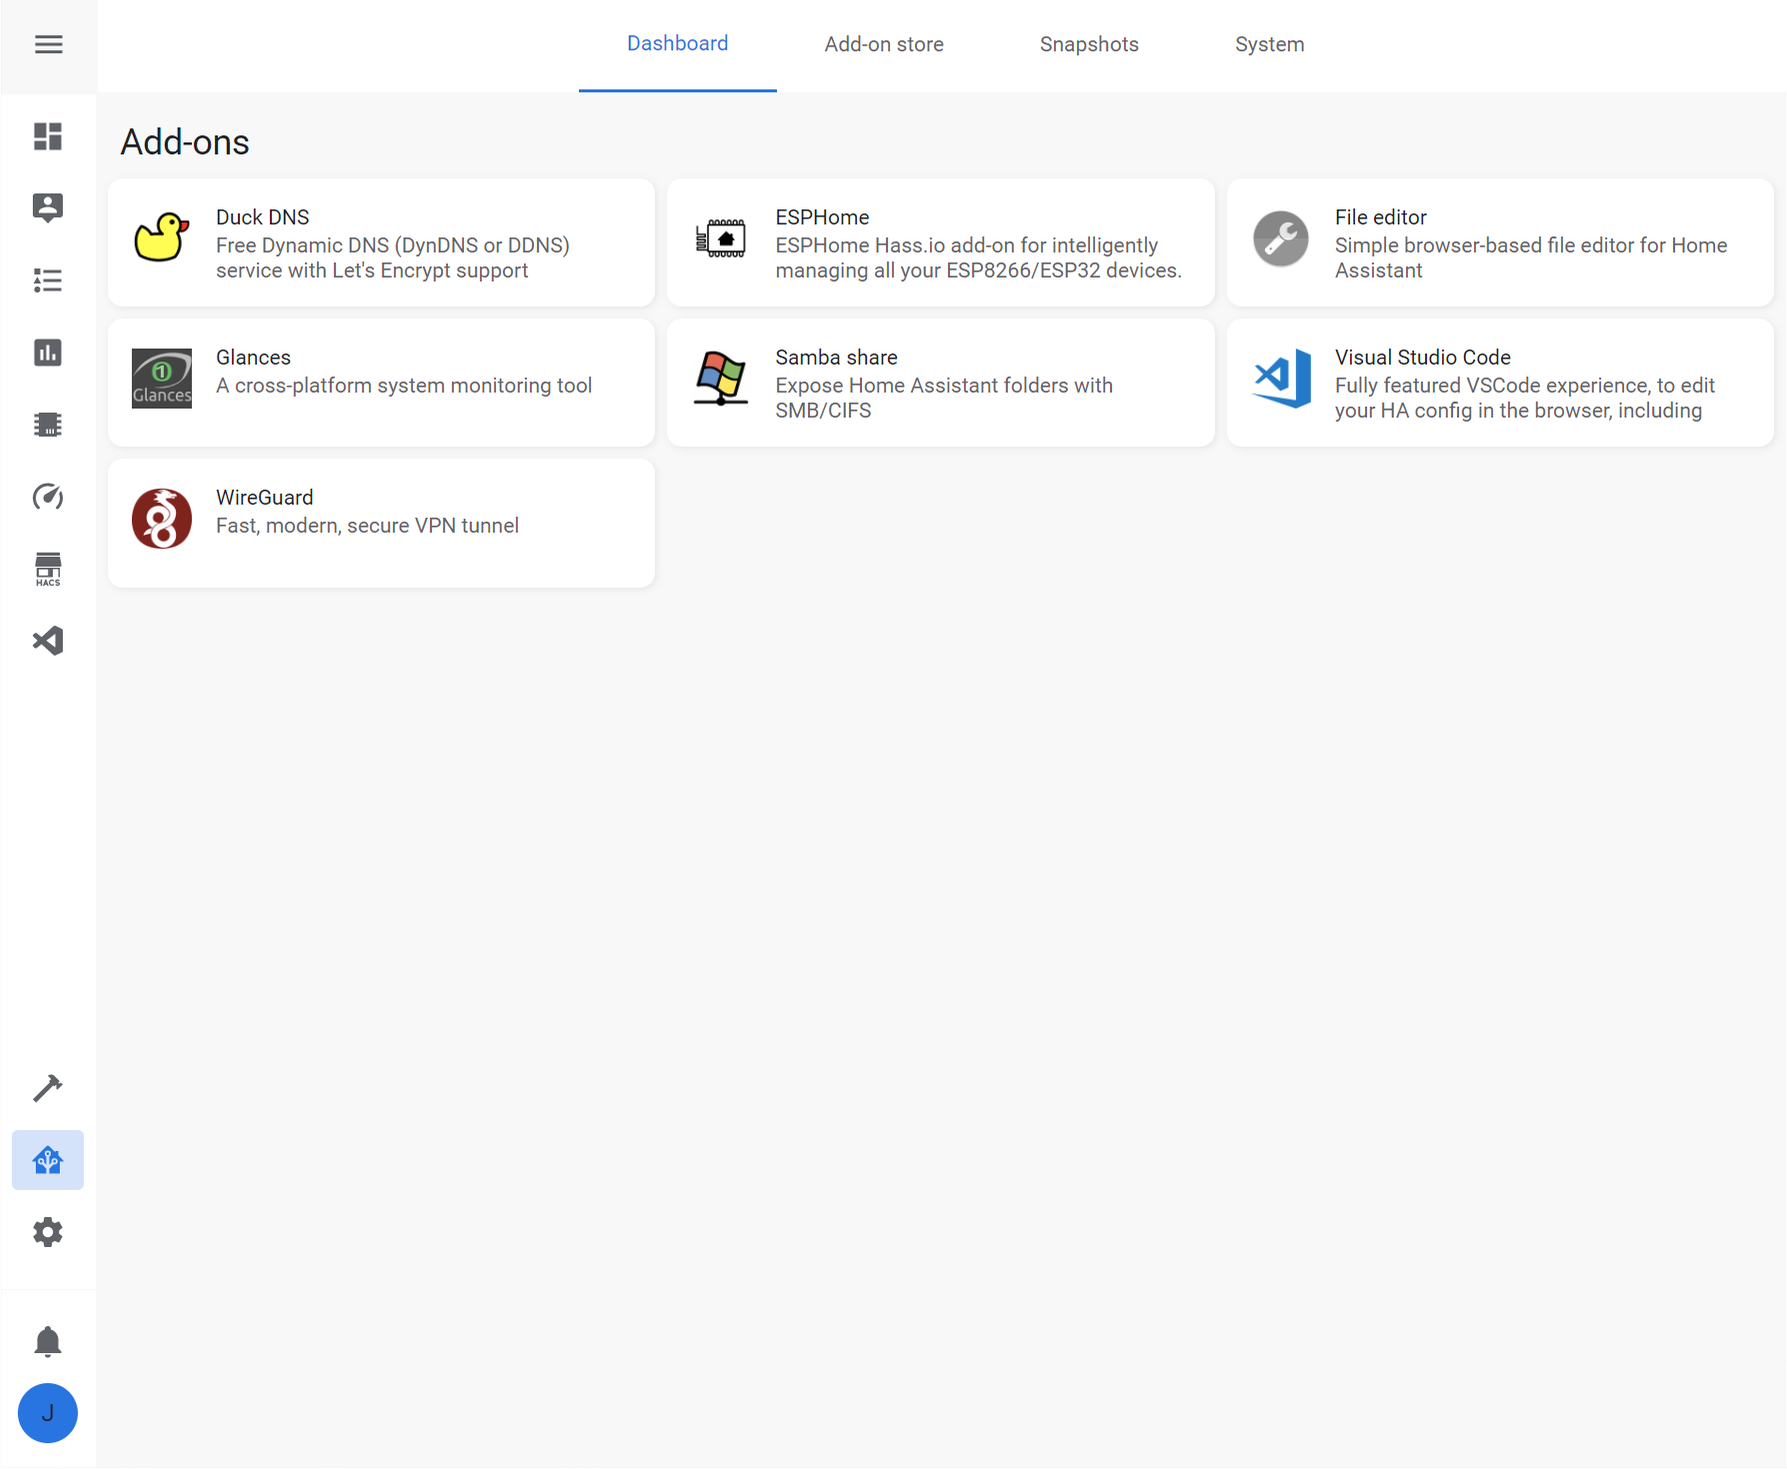 Dashboard
Add-on store
Snapshots
System
Add-ons
Duck DNS
Free Dynamic DNS (DynDNS or DDNS)
service with Let's Encrypt support
ESPHome
ESPHome Hass.io add-on for intelligently
managing all your ESP8266/ESP32 devices.
File editor
Simple browser-based file editor for Home
Assistant
Glances
Glances
A cross-platform system monitoring tool
Samba share
Expose Home Assistant folders with
SMB/CIFS
Visual Studio Code
Fully featured VSCode experience, to edit
your HA config in the browser, including
WireGuard
Fast, modern, secure VPN tunnel
HACS
J